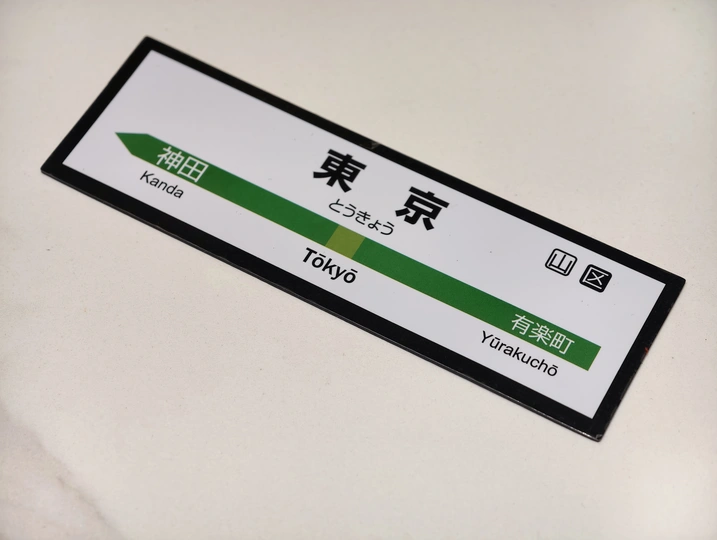 東京
とうきょう
山 区
神田
Kanda
Tōkyō
有楽町
Yūrakuchō